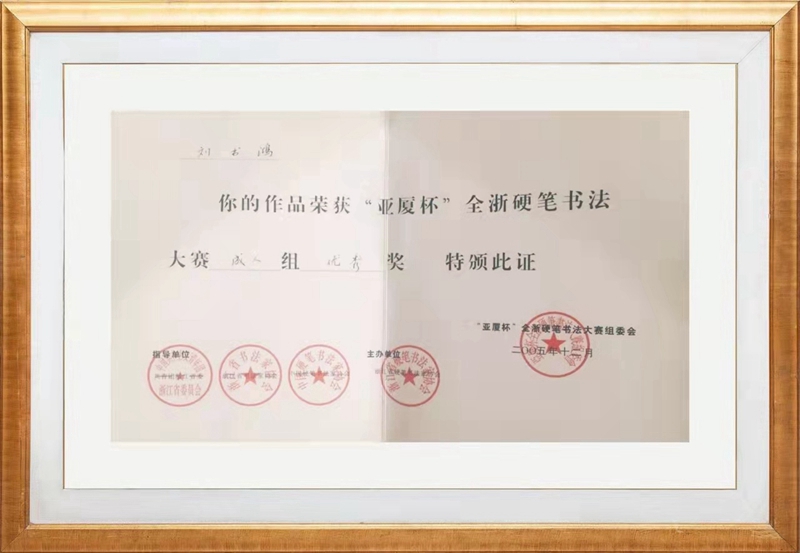 刘书鸿
你的作品荣获“亚厦杯”全浙硬笔书法
大赛成人组优秀奖 特颁此证
“亚厦杯”全浙硬笔书法大赛组委会
二〇〇五年十二月
指导单位 主办单位